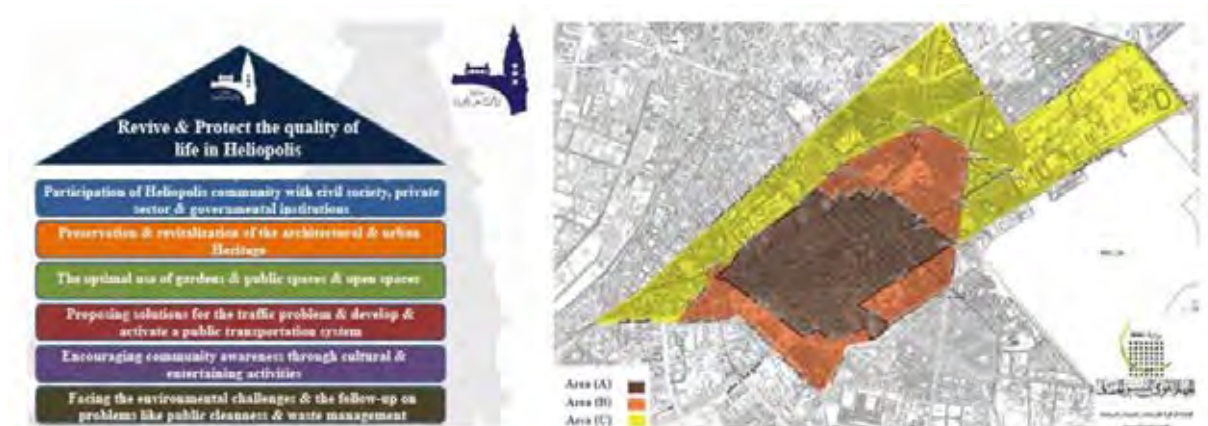 Revive & Protect the quality of
life in Heliopolis
Participation of Heliopolis community with civil society, private
sector & governmental institutions
Preservation & revitalization of the architectural & urban
Heritage
The optimal use of gardens & public spaces & open spaces
Proposing solutions for the traffic problem & develop &
activate a public transportation system
Encouraging community awareness through cultural &
entertaining activities
Facing the environmental challenges & the follow-up on
problems like public cleanness & waste management
Area (A)
Area (B)
Area (C)